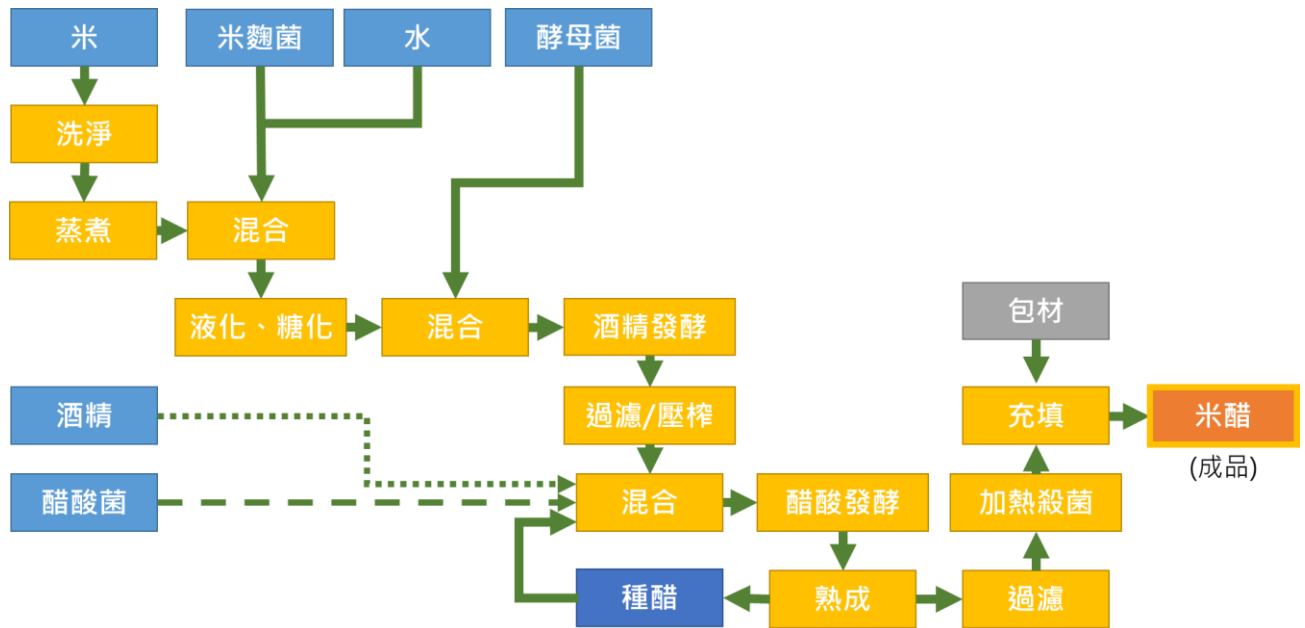 米
米麴菌
水
酵母菌
洗淨
蒸煮
混合
液化、糖化
混合
酒精發酵
包材
酒精
過濾/壓榨
充填
米醋
(成品)
醋酸菌
混合
醋酸發酵
加熱殺菌
種醋
熟成
過濾